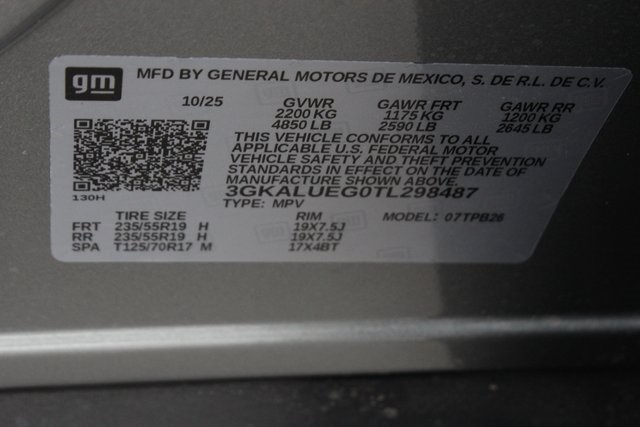 gm
MFD BY GENERAL MOTORS DE MEXICO, S. DE R.L. DE C.V.
10/25 GVWR GAWR FRT GAWR RR
2200 KG 1175 KG 1200 KG
4850 LB 2590 LB 2645 LB
THIS VEHICLE CONFORMS TO ALL
APPLICABLE U.S. FEDERAL MOTOR
VEHICLE SAFETY AND THEFT PREVENTION
STANDARDS IN EFFECT ON THE DATE OF
MANUFACTURE SHOWN ABOVE.
130H 3GKALUEG0TL298487
TYPE: MPV MODEL: 07TPB26
TIRE SIZE RIM
FRT 235/55R19 H 19X7.5J
RR 235/55R19 H 19X7.5J
SPA T125/70R17 M 17X4BT